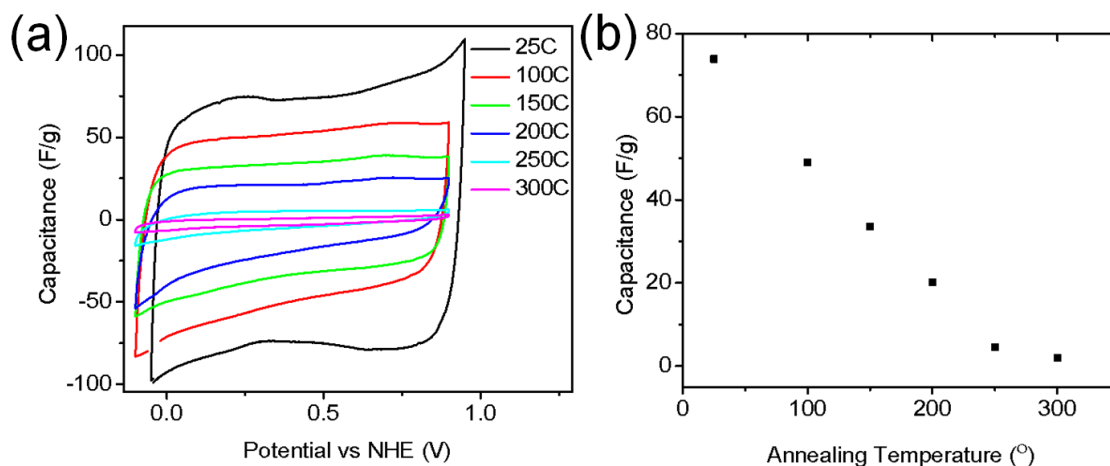 (a)
Capacitance (F/g)
100
50
0
-50
-100
0.0
0.5
1.0
Potential vs NHE (V)
25C
100C
150C
200C
250C
300C
(b)
Capacitance (F/g)
80
60
40
20
0
0
100
200
300
Annealing Temperature (°)